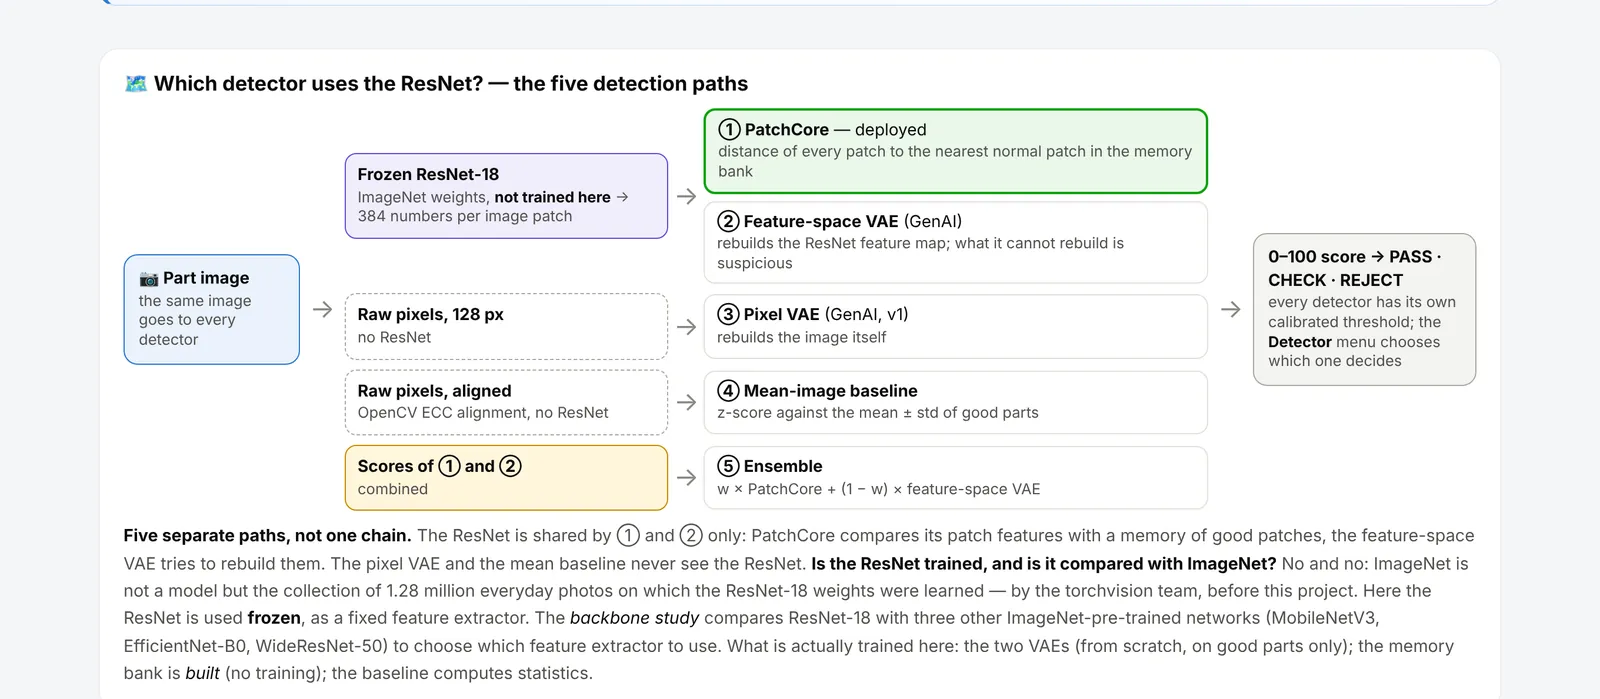 🗺️ Which detector uses the ResNet? — the five detection paths
📷 Part image
the same image
goes to every
detector
Frozen ResNet-18
ImageNet weights, not trained here →
384 numbers per image patch
Raw pixels, 128 px
no ResNet
Raw pixels, aligned
OpenCV ECC alignment, no ResNet
Scores of ① and ②
combined
① PatchCore — deployed
distance of every patch to the nearest normal patch in the memory
bank
② Feature-space VAE (GenAI)
rebuilds the ResNet feature map; what it cannot rebuild is
suspicious
③ Pixel VAE (GenAI, v1)
rebuilds the image itself
④ Mean-image baseline
z-score against the mean ± std of good parts
⑤ Ensemble
w × PatchCore + (1 − w) × feature-space VAE
0–100 score → PASS ·
CHECK · REJECT
every detector has its own
calibrated threshold; the
Detector menu chooses
which one decides
Five separate paths, not one chain. The ResNet is shared by ① and ② only: PatchCore compares its patch features with a memory of good patches, the feature-space
VAE tries to rebuild them. The pixel VAE and the mean baseline never see the ResNet. Is the ResNet trained, and is it compared with ImageNet? No and no: ImageNet is
not a model but the collection of 1.28 million everyday photos on which the ResNet-18 weights were learned — by the torchvision team, before this project. Here the
ResNet is used frozen, as a fixed feature extractor. The backbone study compares ResNet-18 with three other ImageNet-pre-trained networks (MobileNetV3,
EfficientNet-B0, WideResNet-50) to choose which feature extractor to use. What is actually trained here: the two VAEs (from scratch, on good parts only); the memory
bank is built (no training); the baseline computes statistics.